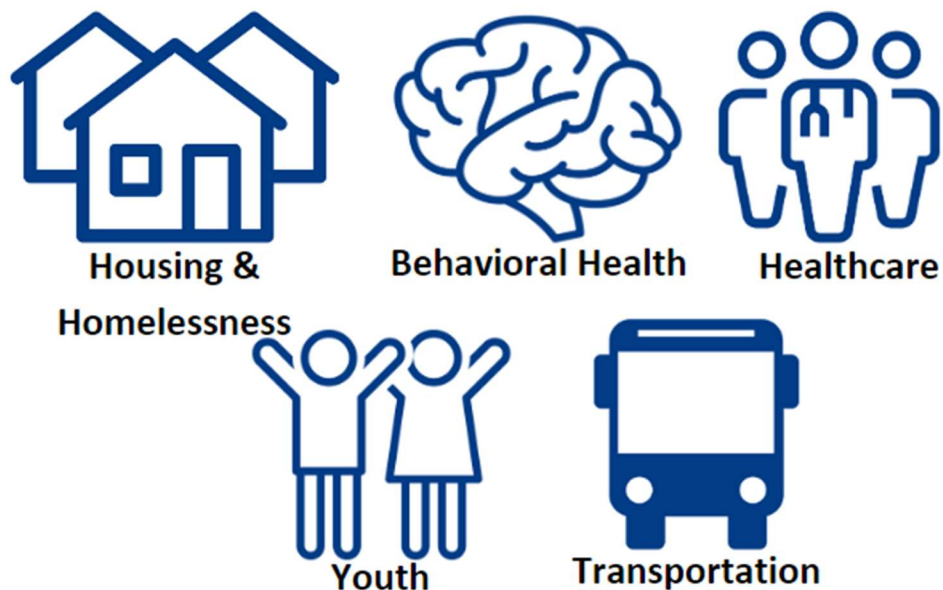 Housing &
Homelessness
Behavioral Health
Healthcare
Youth
Transportation